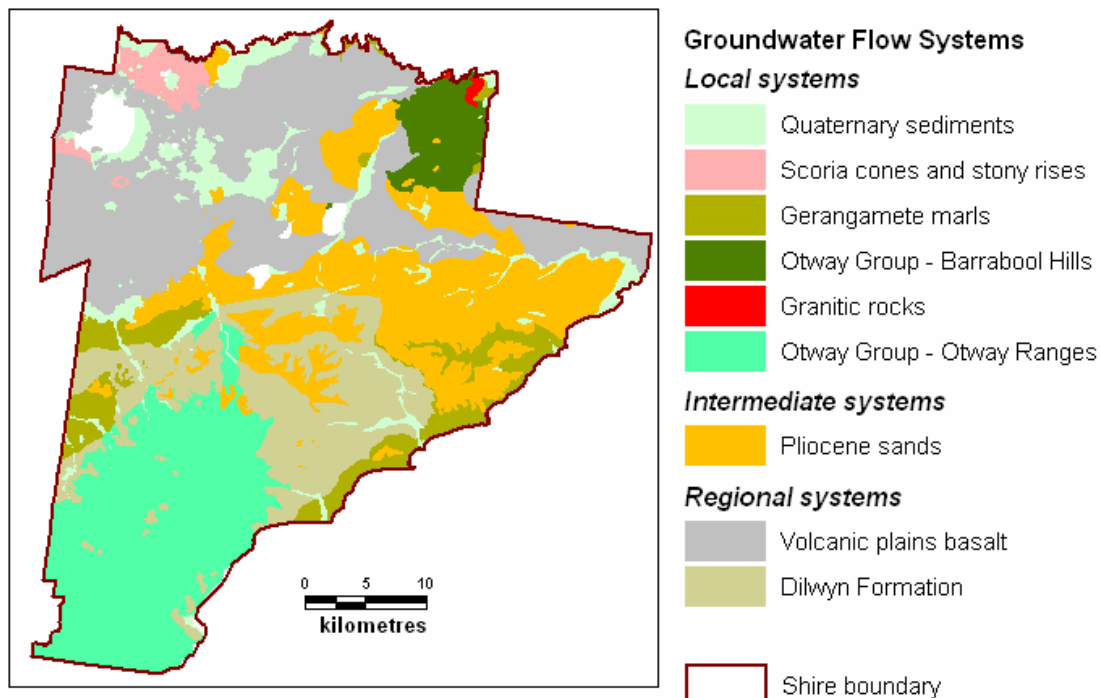 Groundwater Flow Systems
Local systems
Quaternary sediments
Scoria cones and stony rises
Gerangamete marls
Otway Group - Barrabool Hills
Granitic rocks
Otway Group - Otway Ranges
Intermediate systems
Pliocene sands
Regional systems
Volcanic plains basalt
Dilwyn Formation
Shire boundary
0 5 10
kilometres